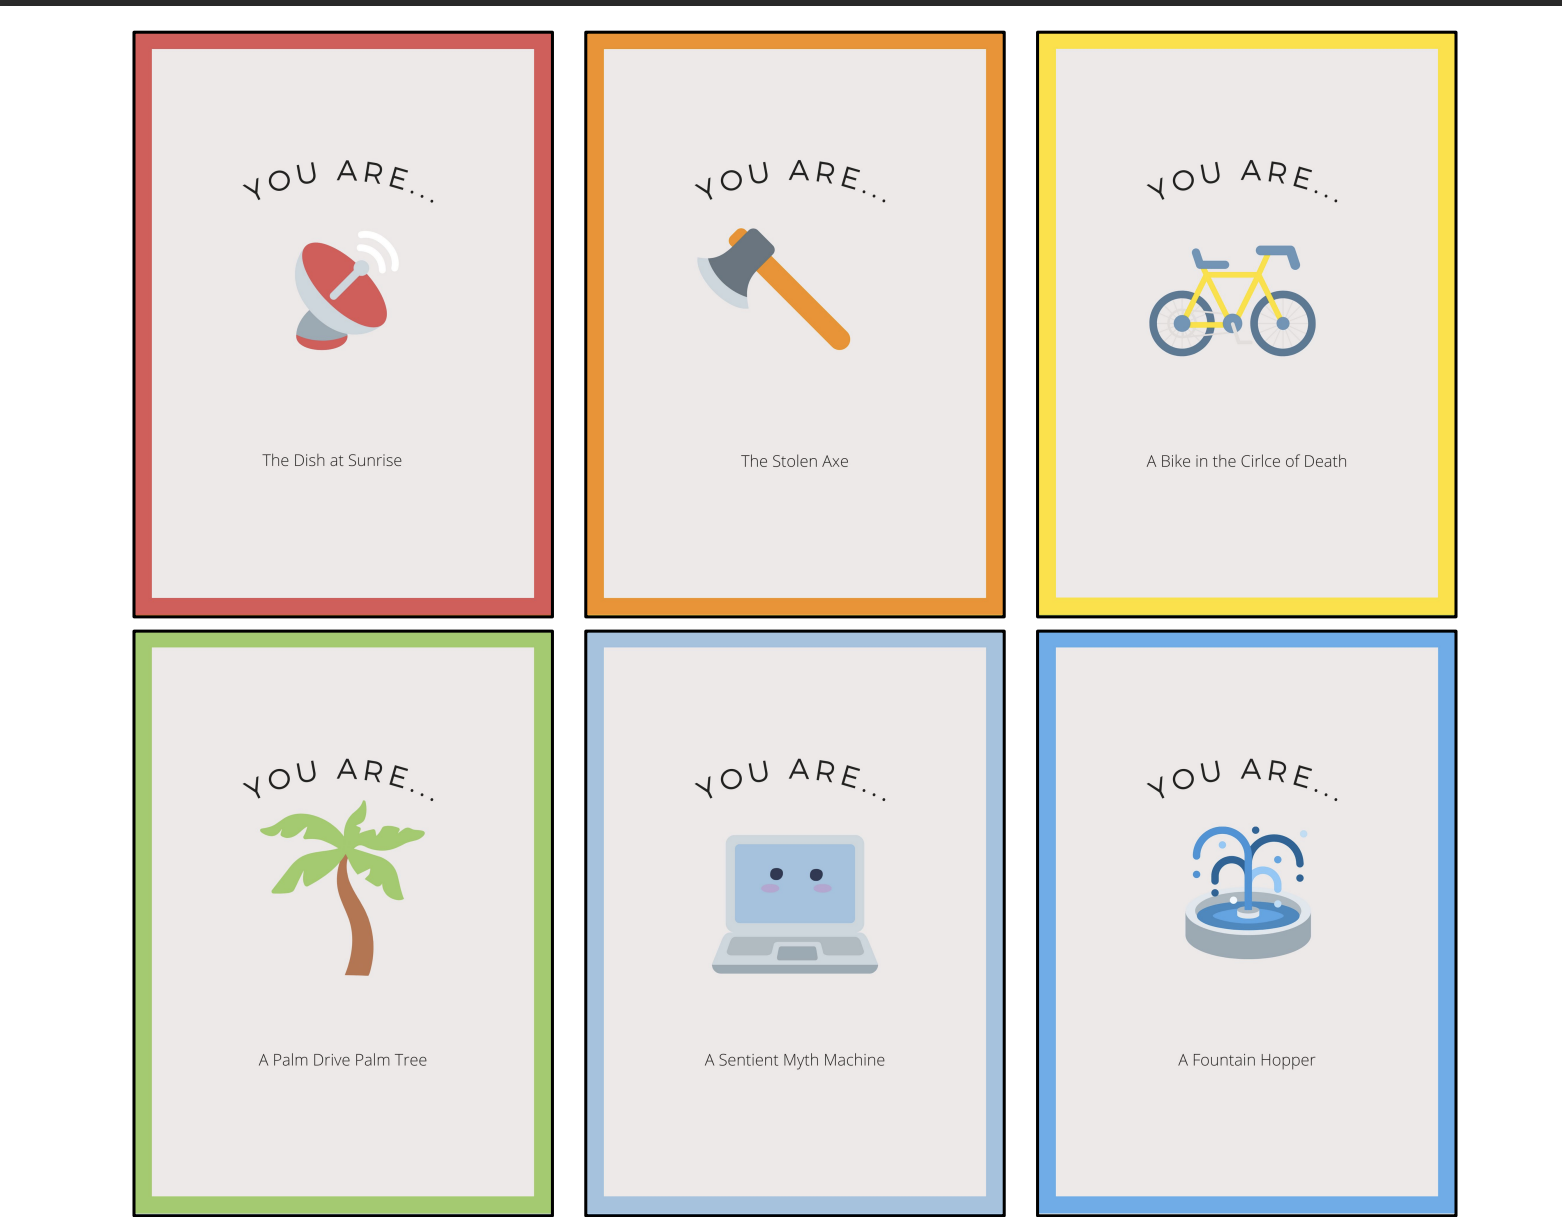 YOU ARE...
The Dish at Sunrise
YOU ARE...
The Stolen Axe
YOU ARE...
A Bike in the Cirlce of Death
YOU ARE...
A Palm Drive Palm Tree
YOU ARE...
A Sentient Myth Machine
YOU ARE...
A Fountain Hopper